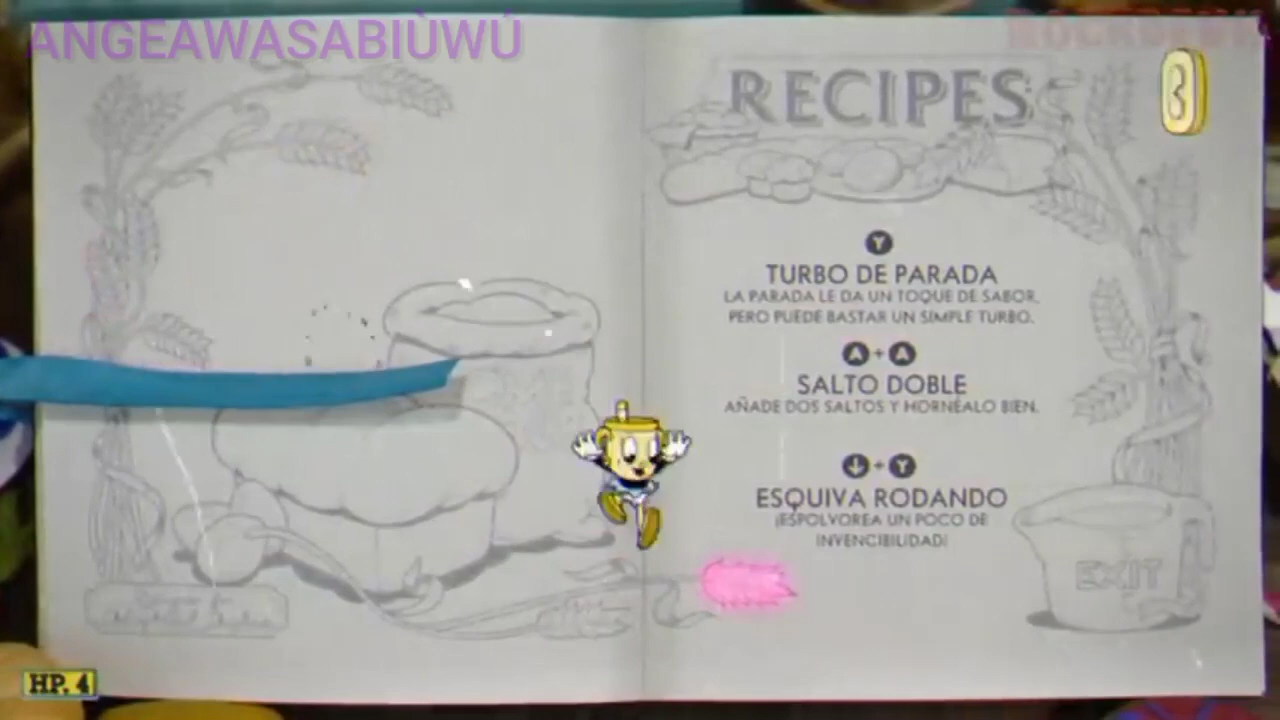 ANGEAWASABIÙWÚ
RECIPES
Y
TURBO DE PARADA
LA PARADA LE DA UN TOQUE DE SABOR,
PERO PUEDE BASTAR UN SIMPLE TURBO.
A + A
SALTO DOBLE
AÑADE DOS SALTOS Y HORNÉALO BIEN.
↓ + Y
ESQUIVA RODANDO
¡ESPOLVOREA UN POCO DE
INVENCIBILIDAD!
EXIT
HP. 4